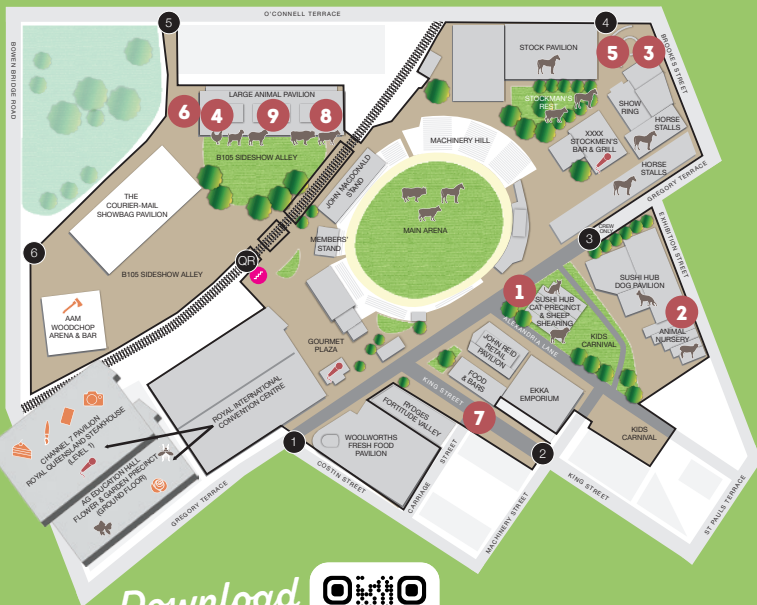 O'CONNELL TERRACE
BOWEN BRIDGE ROAD
5
4
STOCK PAVILION
5
3
BROOKES STREET
LARGE ANIMAL PAVILION
6
4
9
8
B105 SIDESHOW ALLEY
STOCKMAN'S
REST
SHOW
RING
HORSE
STALLS
XXXX
STOCKMEN'S
BAR & GRILL
HORSE
STALLS
GREGORY TERRACE
MACHINERY HILL
JOHN MACDONALD
STAND
MAIN ARENA
THE
COURIER-MAIL
SHOWBAG PAVILION
MEMBERS'
STAND
6
B105 SIDESHOW ALLEY
QR
3
CREW
ONLY
EXHIBITION STREET
SUSHI HUB
DOG PAVILION
1
SUSHI HUB
CAT PRECINCT
& SHEEP
SHEARING
2
ANIMAL
NURSERY
KIDS
CARNIVAL
ALEXANDRIA LANE
AAM
WOODCHOP
ARENA & BAR
GOURMET
PLAZA
JOHN REID
RETAIL
PAVILION
FOOD
& BARS
EKKA
EMPORIUM
KING STREET
7
ROYAL INTERNATIONAL
CONVENTION CENTRE
RYDGES
FORTITUDE VALLEY
KIDS
CARNIVAL
CHANNEL 7 PAVILION
ROYAL QUEENSLAND STEAKHOUSE
(LEVEL 1)
AG EDUCATION HALL
FLOWER & GARDEN PRECINCT
(GROUND FLOOR)
1
WOOLWORTHS
FRESH FOOD
PAVILION
2
COSTIN STREET
CARRIAGE STREET
MACHINERY STREET
KING STREET
ST PAULS TERRACE
GREGORY TERRACE
Download